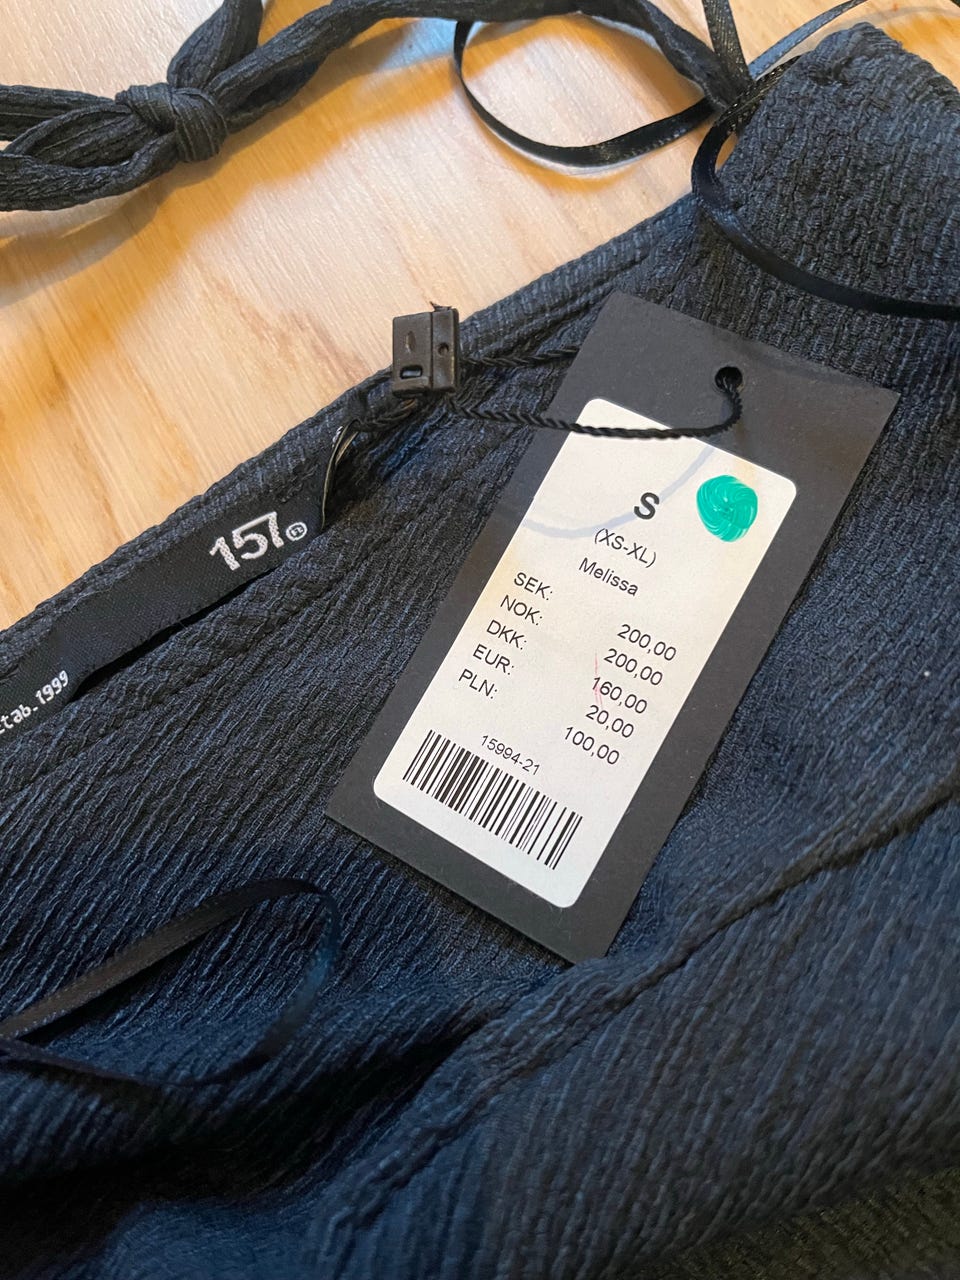 157
etab.1999
S
(XS-XL)
Melissa
SEK: 200,00
NOK: 200,00
DKK: 160,00
EUR: 20,00
PLN: 100,00
15994-21